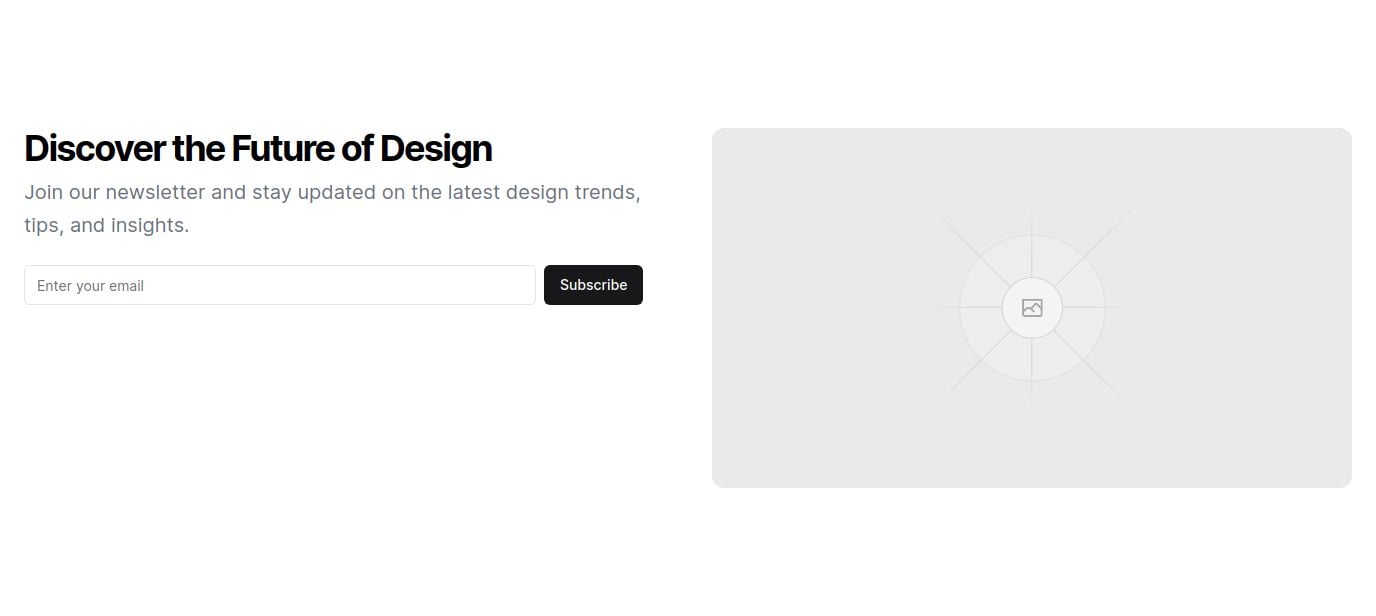 Discover the Future of Design
Join our newsletter and stay updated on the latest design trends,
tips, and insights.
Enter your email
Subscribe